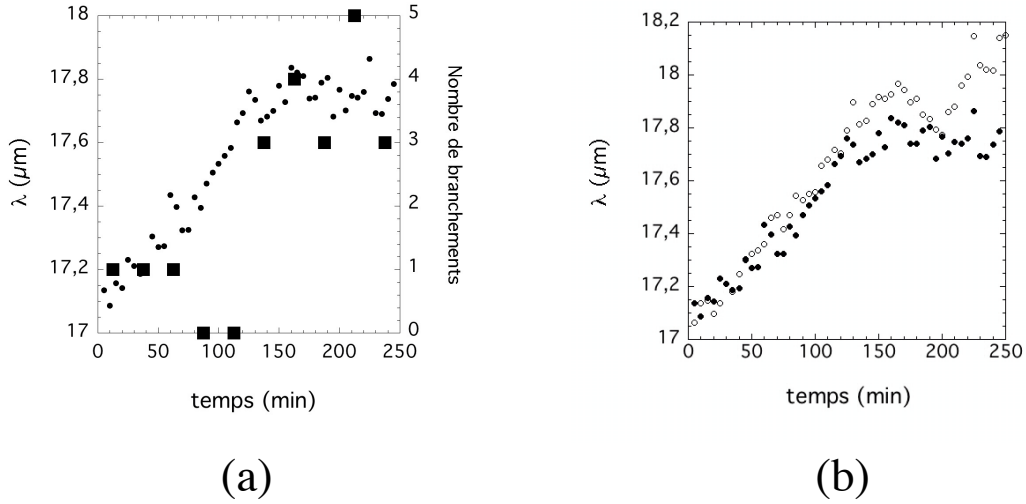 18
17,8
17,6
17,4
17,2
17
λ (µm)
0 50 100 150 200 250
temps (min)
5
4
3
2
1
0
Nombre de branchements
(a)
18,2
18
17,8
17,6
17,4
17,2
17
λ (µm)
0 50 100 150 200 250
temps (min)
(b)